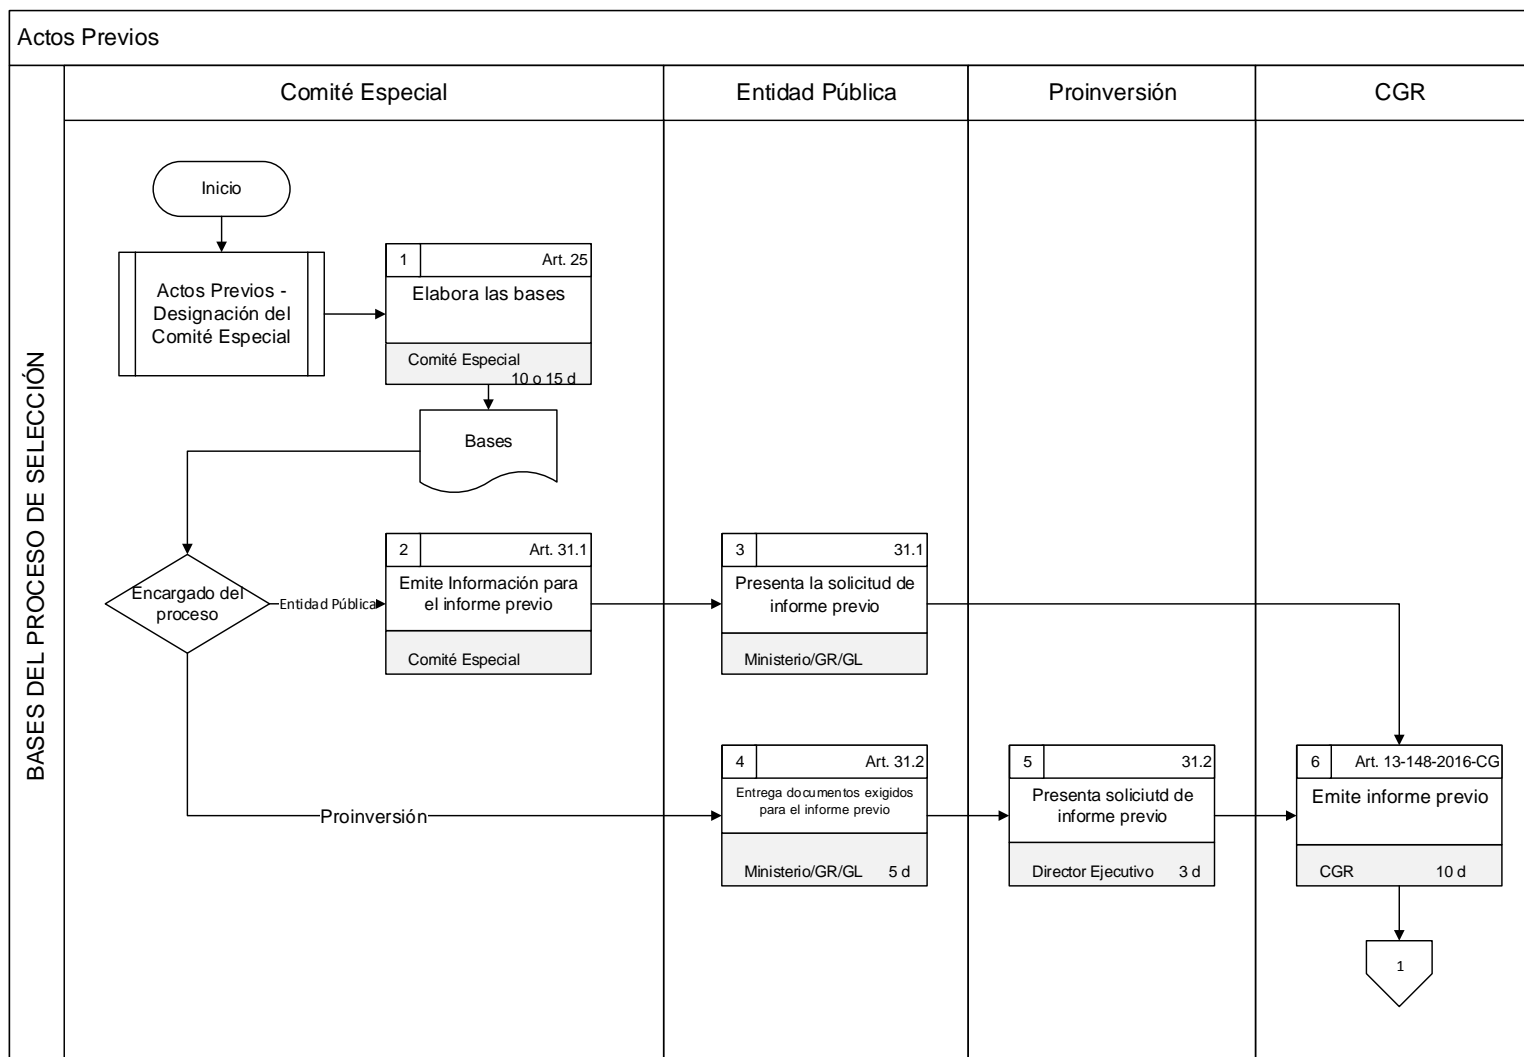 Actos Previos
BASES DEL PROCESO DE SELECCIÓN
Comité Especial
Entidad Pública
Proinversión
CGR
Inicio
Actos Previos -
Designación del
Comité Especial
1
Art. 25
Elabora las bases
Comité Especial
10 o 15 d
Bases
Encargado del
proceso
Entidad Pública
2
Art. 31.1
Emite Información para
el informe previo
Comité Especial
3
31.1
Presenta la solicitud de
informe previo
Ministerio/GR/GL
Proinversión
4
Art. 31.2
Entrega documentos exigidos
para el informe previo
Ministerio/GR/GL 5 d
5
31.2
Presenta soliciutd de
informe previo
Director Ejecutivo 3 d
6
Art. 13-148-2016-CG
Emite informe previo
CGR 10 d
1